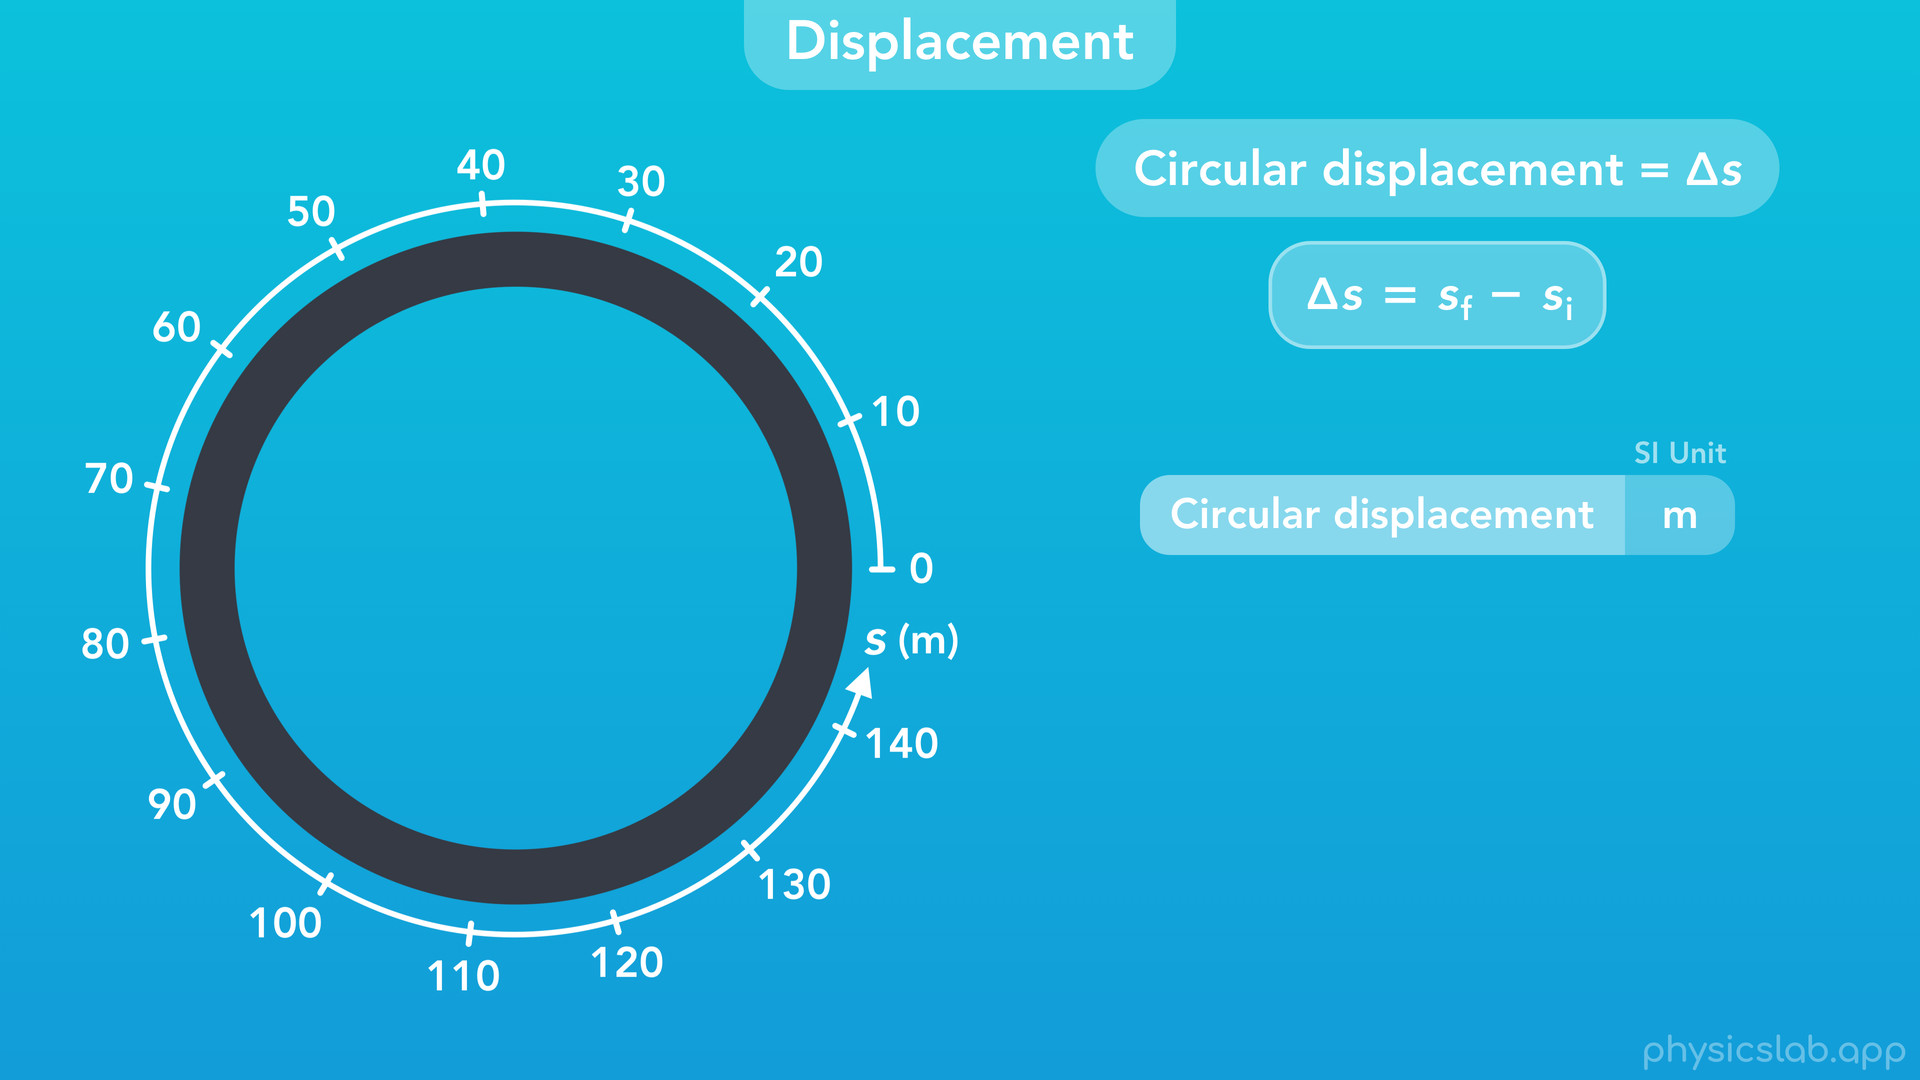 Displacement
Circular displacement = Δs
Δs = sf − si
SI Unit
Circular displacement m
0
10
20
30
40
50
60
70
80
90
100
110
120
130
140
s (m)
physicslab.app